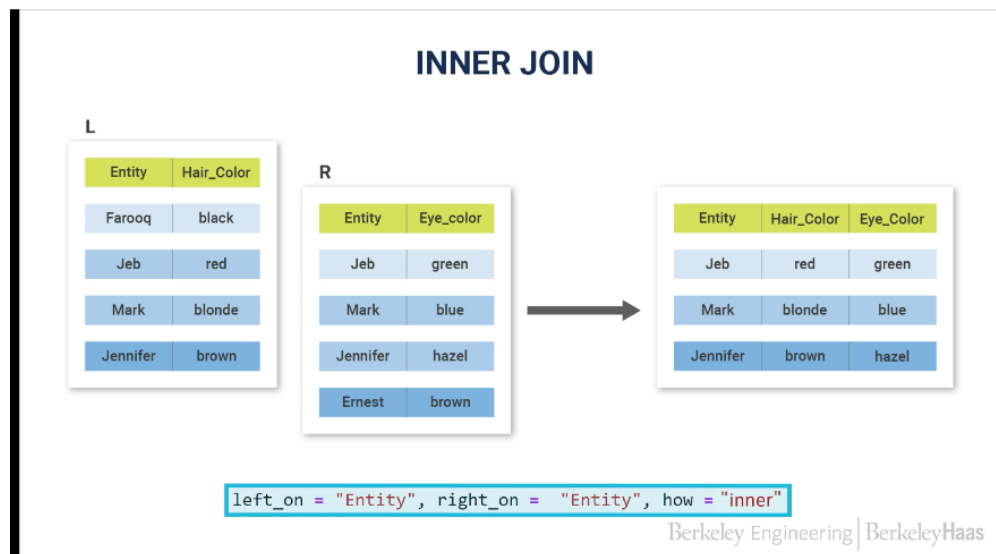 INNER JOIN
L
Entity Hair_Color
Farooq black
Jeb red
Mark blonde
Jennifer brown
R
Entity Eye_color
Jeb green
Mark blue
Jennifer hazel
Ernest brown
Entity Hair_Color Eye_Color
Jeb red green
Mark blonde blue
Jennifer brown hazel
left_on = "Entity", right_on = "Entity", how = "inner"
Berkeley Engineering | BerkeleyHaas